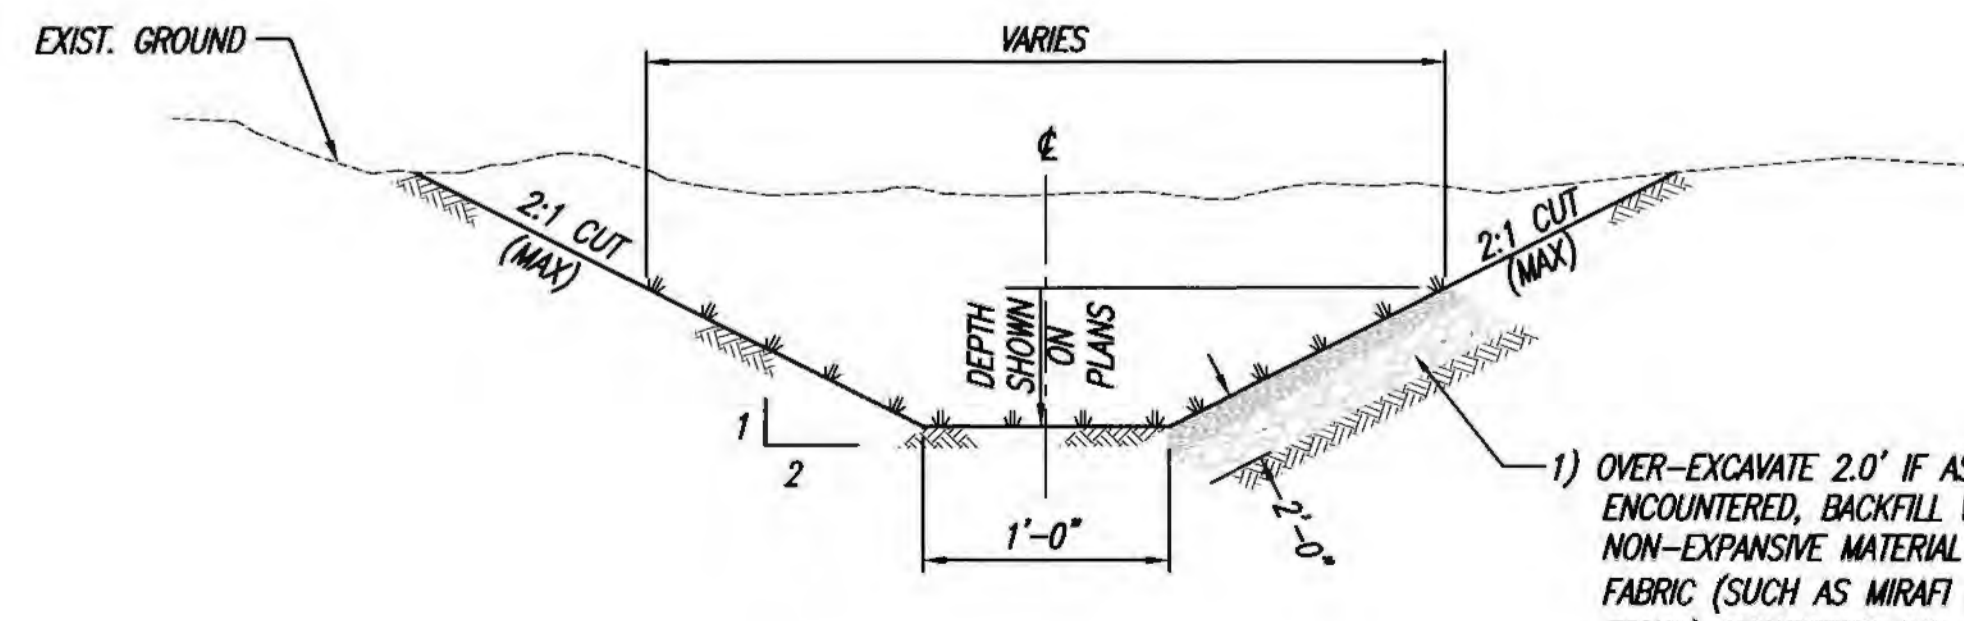 EXIST. GROUND
VARIES
℄
2:1 CUT
(MAX)
2:1 CUT
(MAX)
DEPTH
SHOWN
ON
PLANS
1
2
1'-0"
2'-0"
1) OVER-EXCAVATE 2.0' IF
ENCOUNTERED, BACKFILL
NON-EXPANSIVE MATERIAL
FABRIC (SUCH AS MIRAFI